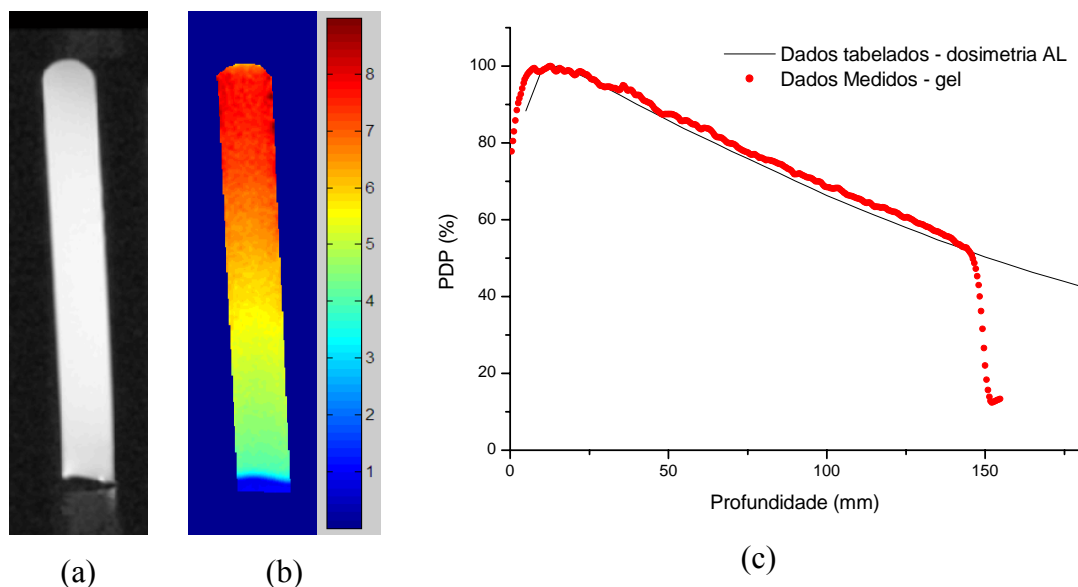 8
7
6
5
4
3
2
1
100
80
60
40
20
0
PDP (%)
0
50
100
150
Profundidade (mm)
Dados tabelados - dosimetria AL
Dados Medidos - gel
(a)
(b)
(c)